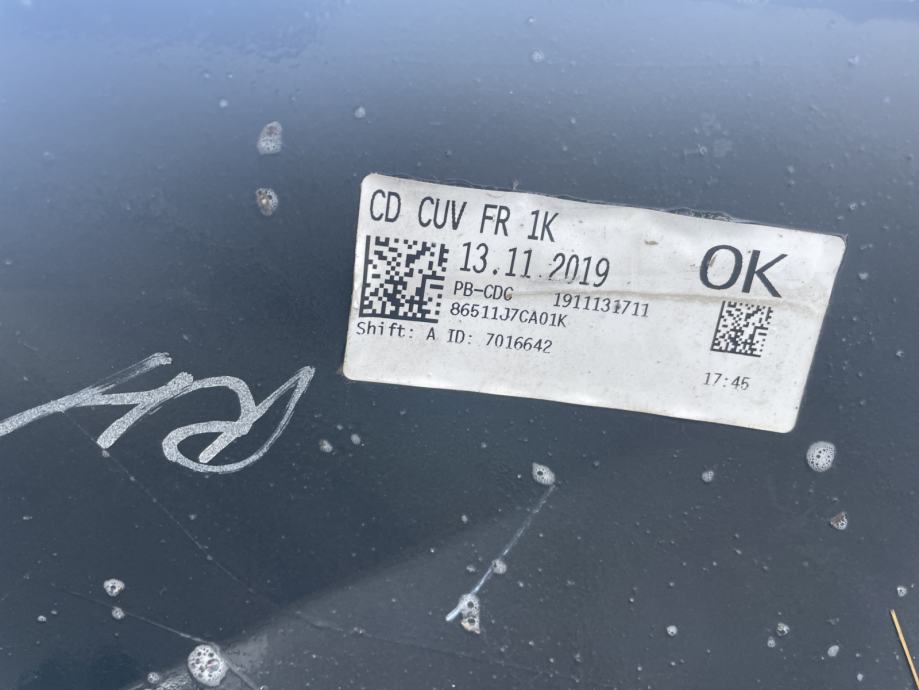 CD CUV FR 1K
OK
13.11.2019
PB-CDC 1911131711
86511J7CA01K
Shift: A ID: 7016642
17:45